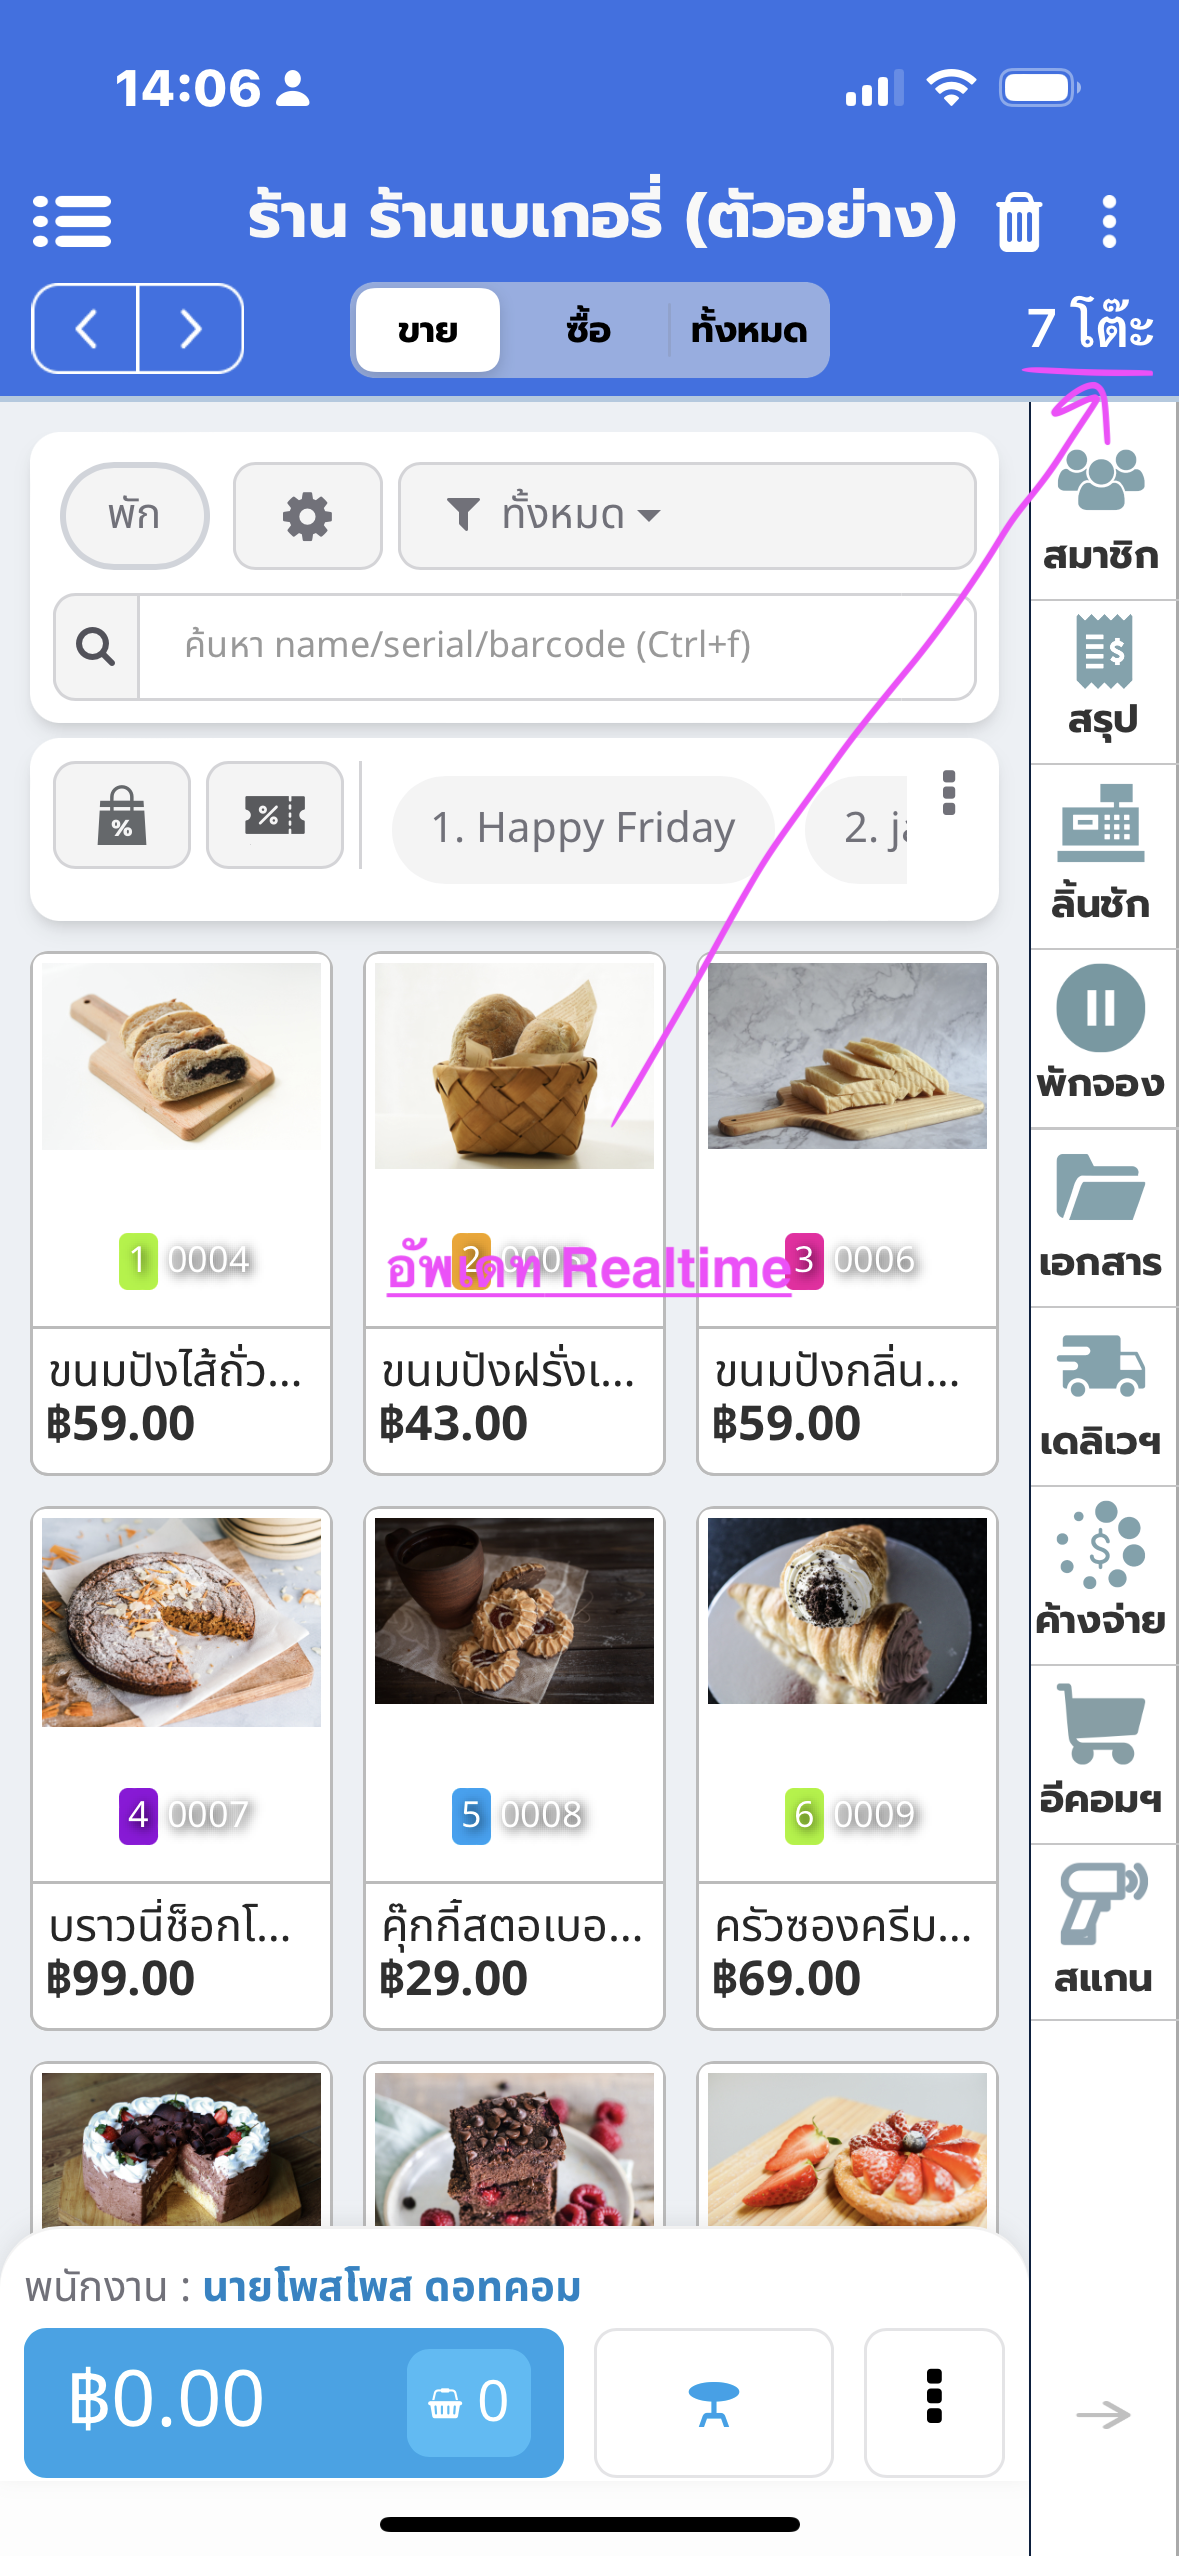 14:06
ร้าน ร้านเบเกอรี่ (ตัวอย่าง)
ขาย ซื้อ ทั้งหมด
7 โต๊ะ
พัก ทั้งหมด
ค้นหา name/serial/barcode (Ctrl+f)
1. Happy Friday 2. ja
1 0004
2
3 0006
อัพเดท Realtime
ขนมปังไส้ถั่ว... ขนมปังฝรั่งเ... ขนมปังกลิ่น...
฿59.00 ฿43.00 ฿59.00
4 0007 5 0008 6 0009
บราวนี่ช็อกโ... คุ๊กกี้สตอเบอ... ครัวซองครีม...
฿99.00 ฿29.00 ฿69.00
พนักงาน : นายโพสโพส ดอทคอม
฿0.00 0
สมาชิก
สรุป
ลิ้นชัก
พักจอง
เอกสาร
เดลิเวฯ
ค้างจ่าย
อีคอมฯ
สแกน